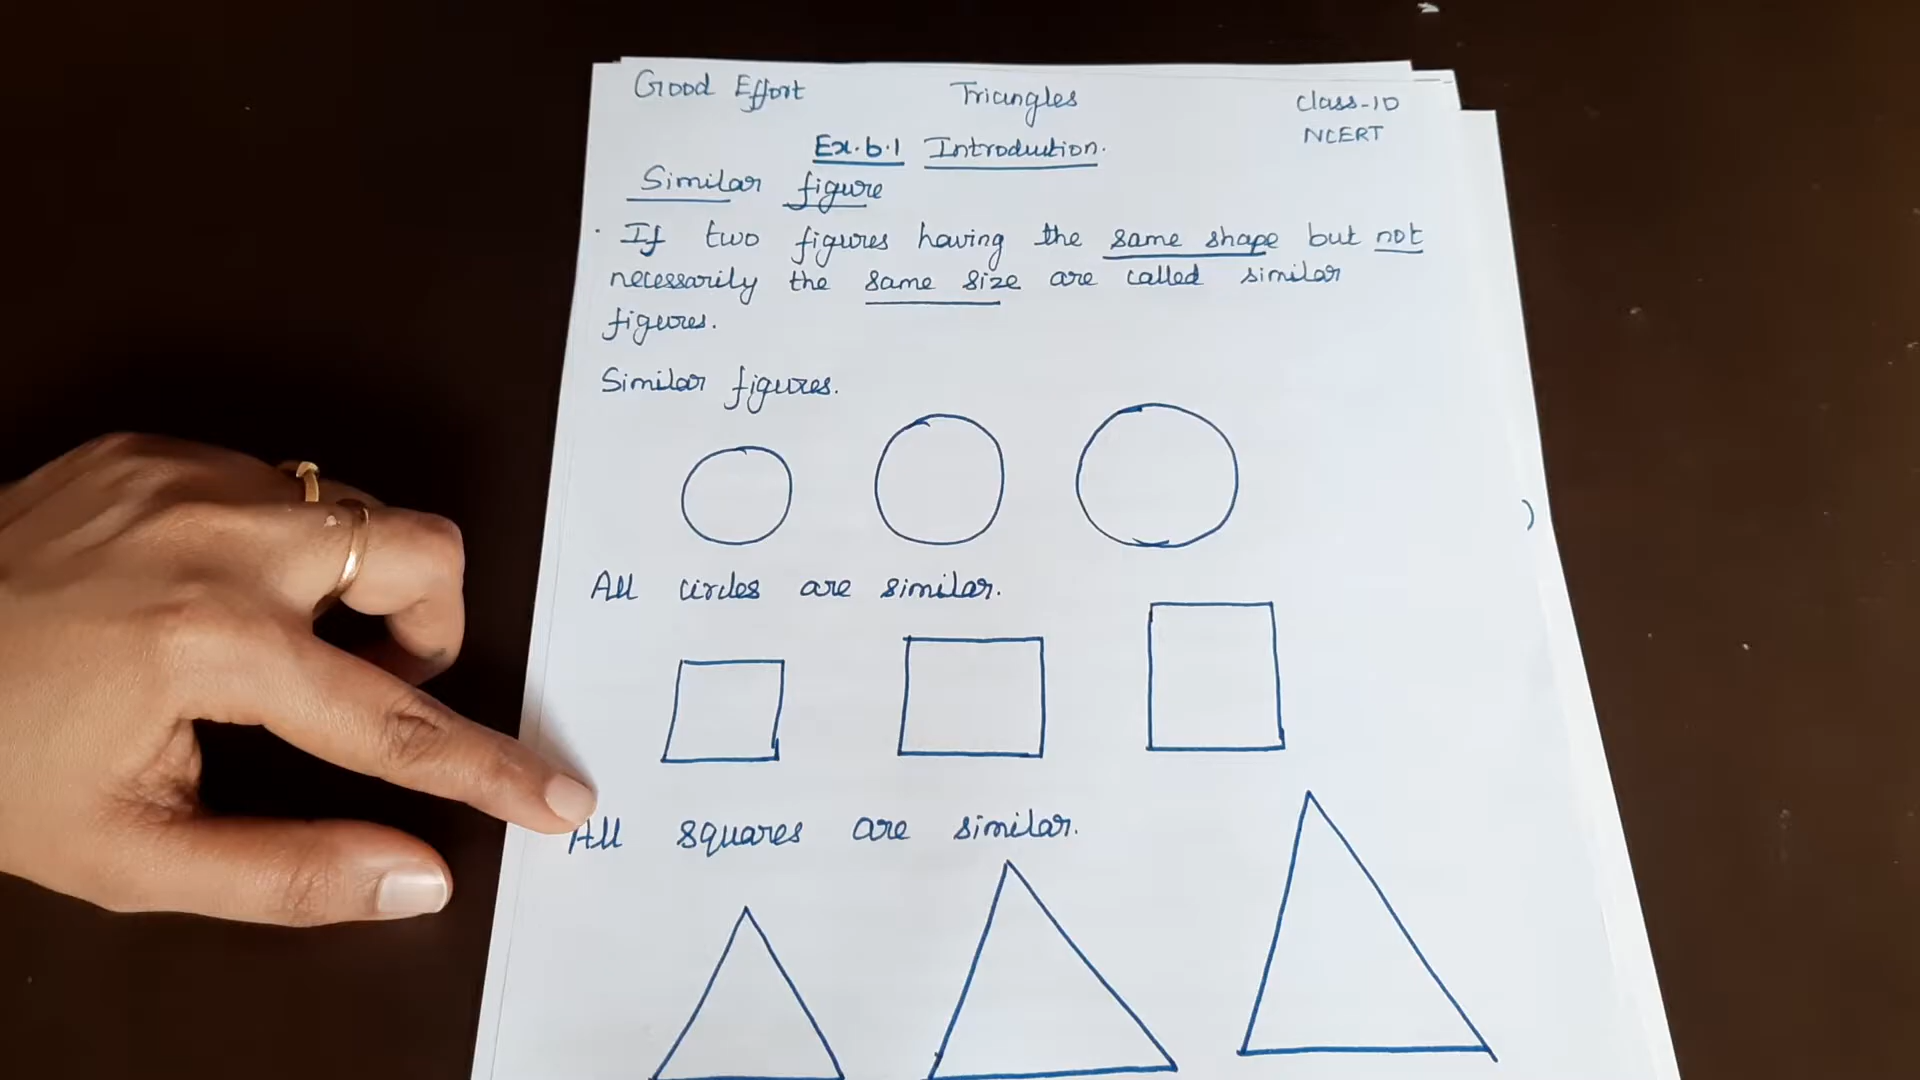 Good Effort Triangles Class-10
NCERT
Ex.6.1 Introduction.
Similar figure
· If two figures having the same shape but not
necessarily the same size are called similar
figures.
Similar figures.
All circles are similar.
All squares are similar.